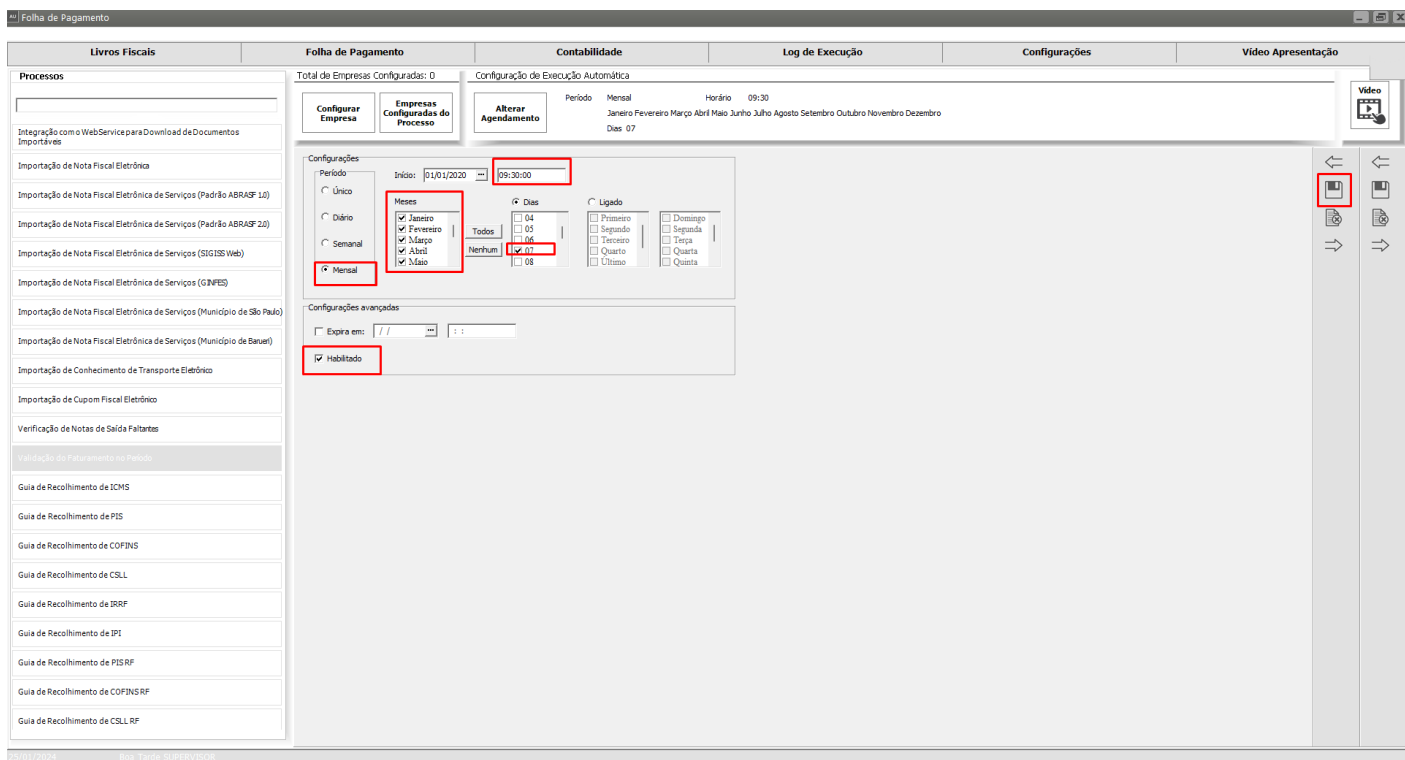 AU Folha de Pagamento
Livros Fiscais
Folha de Pagamento
Contabilidade
Log de Execução
Configurações
Vídeo Apresentação
Processos
Integração com o WebService para Download de Documentos
Importáveis
Importação de Nota Fiscal Eletrônica
Importação de Nota Fiscal Eletrônica de Serviços (Padrão ABRASF 1.0)
Importação de Nota Fiscal Eletrônica de Serviços (Padrão ABRASF 2.0)
Importação de Nota Fiscal Eletrônica de Serviços (SIGISS Web)
Importação de Nota Fiscal Eletrônica de Serviços (GINFES)
Importação de Nota Fiscal Eletrônica de Serviços (Município de São Paulo)
Importação de Nota Fiscal Eletrônica de Serviços (Município de Barueri)
Importação de Conhecimento de Transporte Eletrônico
Importação de Cupom Fiscal Eletrônico
Verificação de Notas de Saída Faltantes
Validação do Faturamento no Período
Guia de Recolhimento de ICMS
Guia de Recolhimento de PIS
Guia de Recolhimento de COFINS
Guia de Recolhimento de CSLL
Guia de Recolhimento de IRRF
Guia de Recolhimento de IPI
Guia de Recolhimento de PIS RF
Guia de Recolhimento de COFINS RF
Guia de Recolhimento de CSLL RF
Total de Empresas Configuradas: 0
Configurar
Empresa
Empresas
Configuradas do
Processo
Configuração de Execução Automática
Alterar
Agendamento
Período Mensal Horário 09:30
Janeiro Fevereiro Março Abril Maio Junho Julho Agosto Setembro Outubro Novembro Dezembro
Dias 07
Vídeo
Configurações
Período
Único
Diário
Semanal
Mensal
Início: 01/01/2020 ... 09:30:00
Meses
Janeiro
Fevereiro
Março
Abril
Maio
Todos
Nenhum
Dias
04
05
06
07
08
Ligado
Primeiro
Segundo
Terceiro
Quarto
Último
Domingo
Segunda
Terça
Quarta
Quinta
Configurações avançadas
Expira em: / / ... : :
Habilitado
25/01/2024 Boa Tarde SUPERVISOR